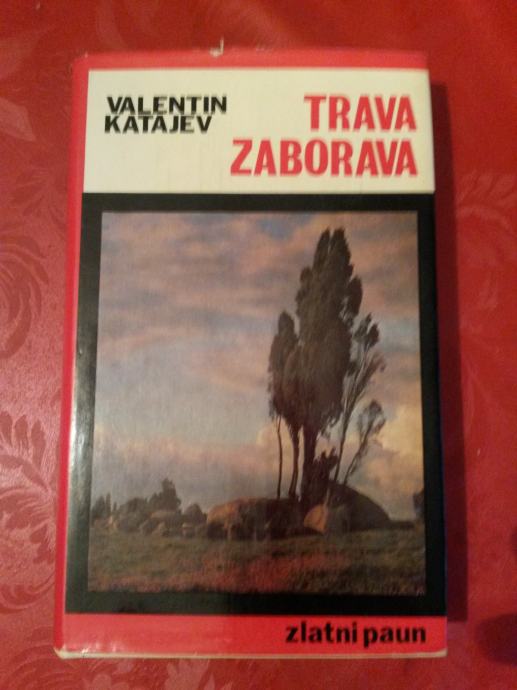 VALENTIN
KATAJEV
TRAVA
ZABORAVA
zlatni paun